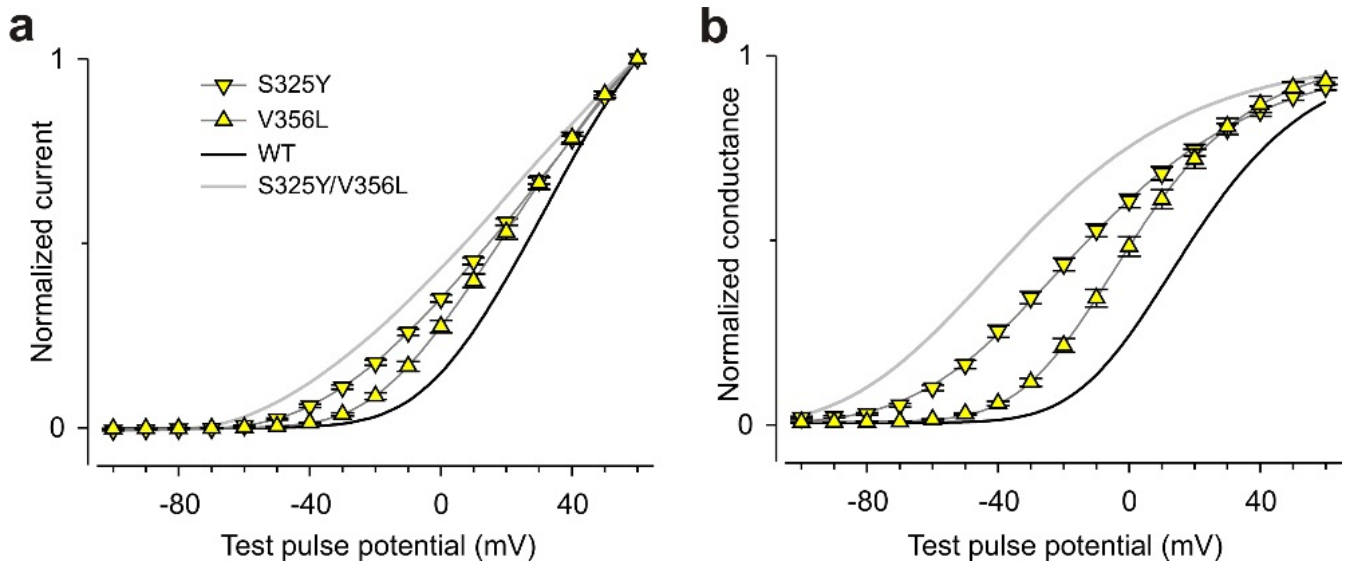 a
Normalized current
1
0
S325Y
V356L
WT
S325Y/V356L
-80
-40
0
40
Test pulse potential (mV)
b
Normalized conductance
1
0
-80
-40
0
40
Test pulse potential (mV)